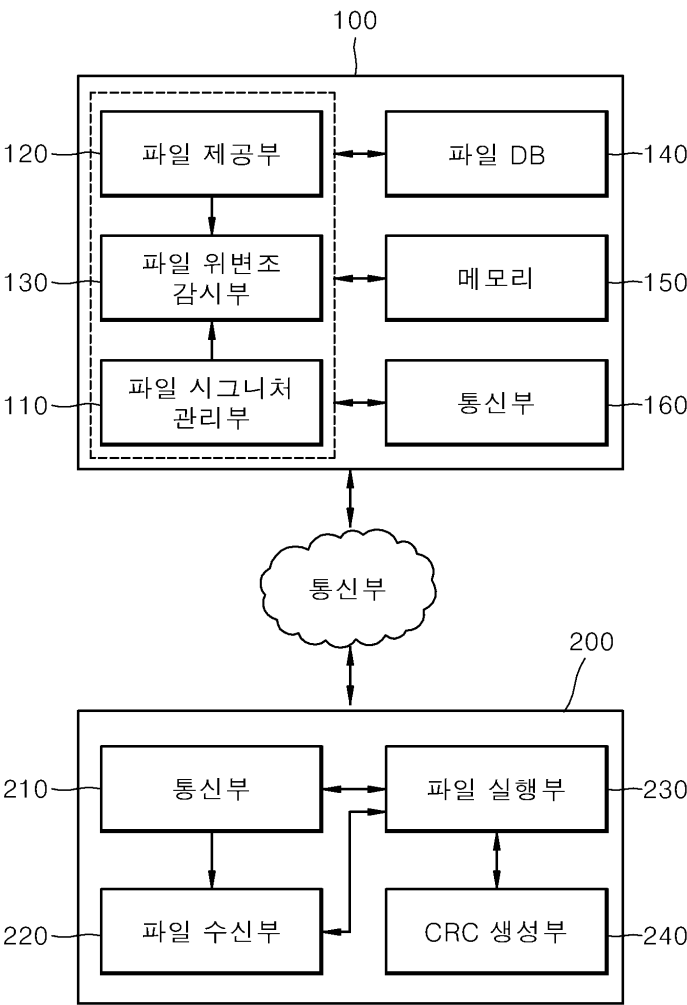 100
120
파일 제공부
파일 DB
140
130
파일 위변조
감시부
메모리
150
110
파일 시그니처
관리부
통신부
160
통신부
200
210
통신부
파일 실행부
230
220
파일 수신부
CRC 생성부
240